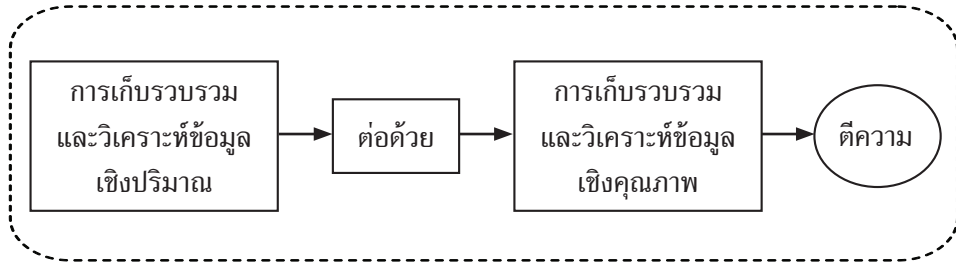 การเก็บรวบรวม
และวิเคราะห์ข้อมูล
เชิงปริมาณ
ต่อด้วย
การเก็บรวบรวม
และวิเคราะห์ข้อมูล
เชิงคุณภาพ
ตีความ